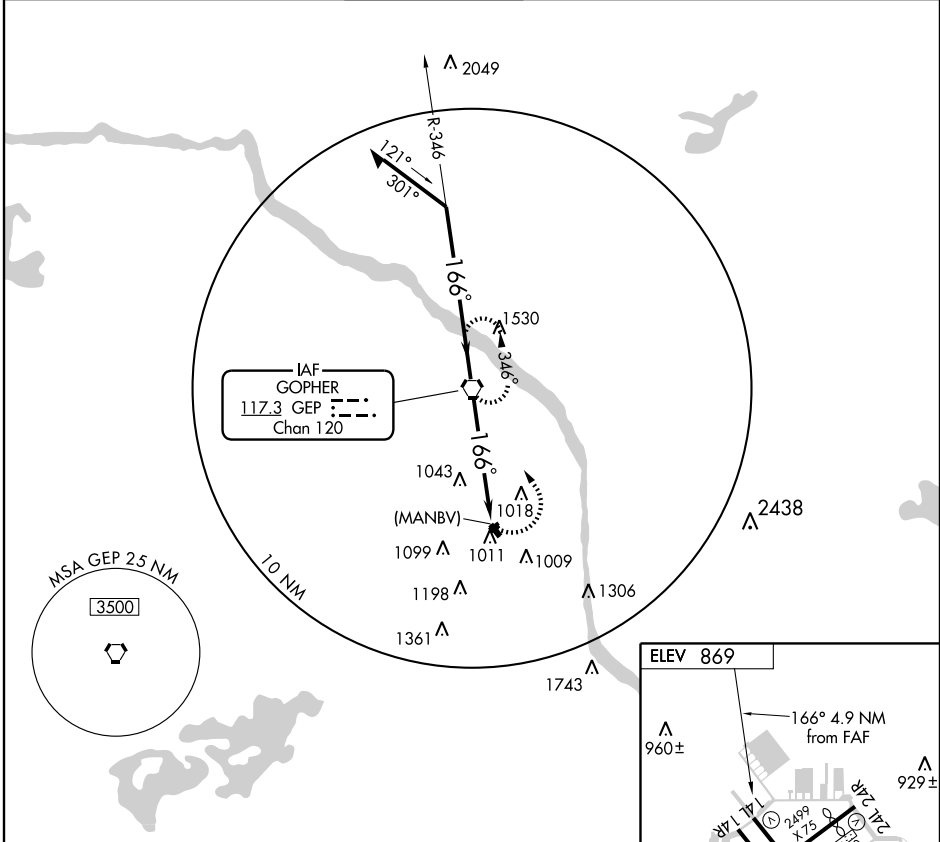 2049
R-346
121°
301°
166°
1530
346°
IAF
GOPHER
117.3 GEP
Chan 120
166°
1043
1018
(MANBV)
2438
1099
1011
1009
10 NM
1198
1306
MSA GEP 25 NM
3500
1361
1743
ELEV 869
166° 4.9 NM
from FAF
960±
929±
14L 14R
2499
X 75
24L 24R
V
V